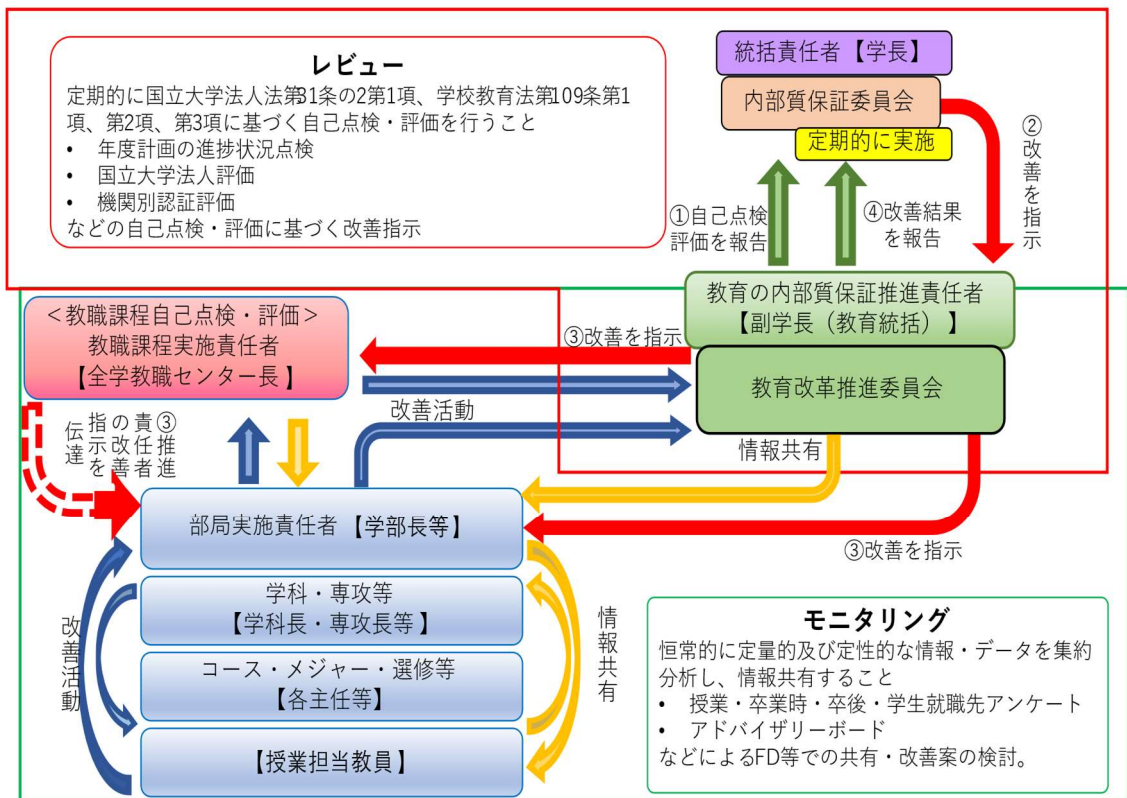 レビュー
定期的に国立大学法人法第31条の2第1項、学校教育法第109条第1
項、第2項、第3項に基づく自己点検・評価を行うこと
• 年度計画の進捗状況点検
• 国立大学法人評価
• 機関別認証評価
などの自己点検・評価に基づく改善指示
統括責任者【学長】
内部質保証委員会
定期的に実施
②改善を指示
①自己点検
評価を報告
④改善結果
を報告
教育の内部質保証推進責任者
【副学長（教育統括）】
教育改革推進委員会
＜教職課程自己点検・評価＞
教職課程実施責任者
【全学教職センター長】
③改善を指示
改善活動
情報共有
③推進
責任者
の改善
指示を
伝達
部局実施責任者【学部長等】
③改善を指示
学科・専攻等
【学科長・専攻長等】
コース・メジャー・選修等
【各主任等】
【授業担当教員】
改善活動
情報共有
モニタリング
恒常的に定量的及び定性的な情報・データを集約
分析し、情報共有すること
• 授業・卒業時・卒後・学生就職先アンケート
• アドバイザリーボード
などによるFD等での共有・改善案の検討。